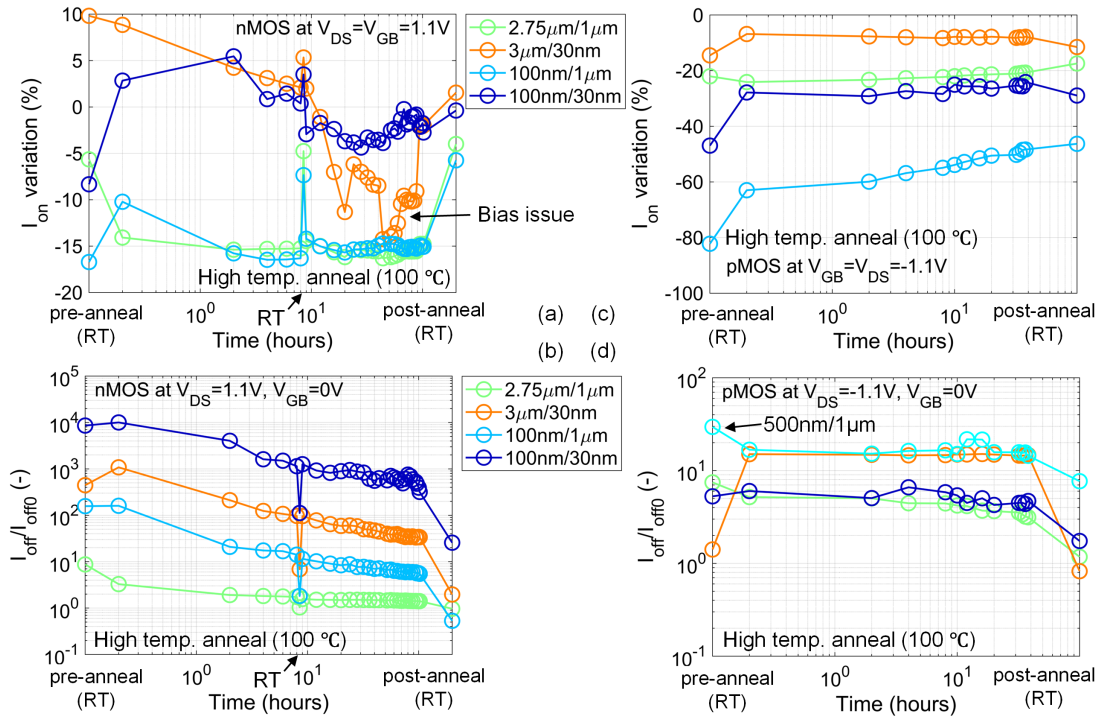 10
5
0
-5
-10
-15
-20
I_on variation (%)
nMOS at V_DS=V_GB=1.1V
Bias issue
High temp. anneal (100 ℃)
pre-anneal
(RT)
10^0
RT
10^1
post-anneal
(RT)
Time (hours)
2.75μm/1μm
3μm/30nm
100nm/1μm
100nm/30nm
(a)
(c)
(b)
(d)
0
-20
-40
-60
-80
-100
I_on variation (%)
High temp. anneal (100 ℃)
pMOS at V_GB=V_DS=-1.1V
pre-anneal
(RT)
10^0
10^1
post-anneal
(RT)
Time (hours)
10^5
10^4
10^3
10^2
10^1
10^0
10^-1
I_off/I_off0 (-)
nMOS at V_DS=1.1V, V_GB=0V
High temp. anneal (100 ℃)
pre-anneal
(RT)
10^0
RT
10^1
post-anneal
(RT)
Time (hours)
2.75μm/1μm
3μm/30nm
100nm/1μm
100nm/30nm
10^2
10^1
10^0
10^-1
I_off/I_off0 (-)
pMOS at V_DS=-1.1V, V_GB=0V
500nm/1μm
High temp. anneal (100 ℃)
pre-anneal
(RT)
10^0
10^1
post-anneal
(RT)
Time (hours)